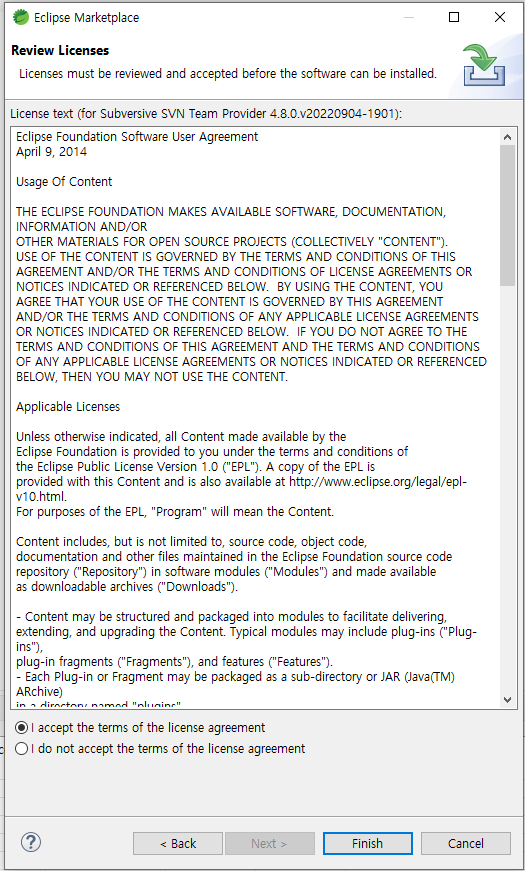 Eclipse Marketplace
Review Licenses
Licenses must be reviewed and accepted before the software can be installed.
License text (for Subversive SVN Team Provider 4.8.0.v20220904-1901):
Eclipse Foundation Software User Agreement
April 9, 2014
Usage Of Content
THE ECLIPSE FOUNDATION MAKES AVAILABLE SOFTWARE, DOCUMENTATION,
INFORMATION AND/OR
OTHER MATERIALS FOR OPEN SOURCE PROJECTS (COLLECTIVELY "CONTENT").
USE OF THE CONTENT IS GOVERNED BY THE TERMS AND CONDITIONS OF THIS
AGREEMENT AND/OR THE TERMS AND CONDITIONS OF LICENSE AGREEMENTS OR
NOTICES INDICATED OR REFERENCED BELOW.  BY USING THE CONTENT, YOU
AGREE THAT YOUR USE OF THE CONTENT IS GOVERNED BY THIS AGREEMENT
AND/OR THE TERMS AND CONDITIONS OF ANY APPLICABLE LICENSE AGREEMENTS
OR NOTICES INDICATED OR REFERENCED BELOW.  IF YOU DO NOT AGREE TO THE
TERMS AND CONDITIONS OF THIS AGREEMENT AND THE TERMS AND CONDITIONS
OF ANY APPLICABLE LICENSE AGREEMENTS OR NOTICES INDICATED OR REFERENCED
BELOW, THEN YOU MAY NOT USE THE CONTENT.
Applicable Licenses
Unless otherwise indicated, all Content made available by the
Eclipse Foundation is provided to you under the terms and conditions of
the Eclipse Public License Version 1.0 ("EPL"). A copy of the EPL is
provided with this Content and is also available at http://www.eclipse.org/legal/epl-
v10.html.
For purposes of the EPL, "Program" will mean the Content.
Content includes, but is not limited to, source code, object code,
documentation and other files maintained in the Eclipse Foundation source code
repository ("Repository") in software modules ("Modules") and made available
as downloadable archives ("Downloads").
- Content may be structured and packaged into modules to facilitate delivering,
extending, and upgrading the Content. Typical modules may include plug-ins ("Plug-
ins"),
plug-in fragments ("Fragments"), and features ("Features").
- Each Plug-in or Fragment may be packaged as a sub-directory or JAR (Java(TM)
ARchive)
in a directory named "plugins".
I accept the terms of the license agreement
I do not accept the terms of the license agreement
?
< Back
Next >
Finish
Cancel